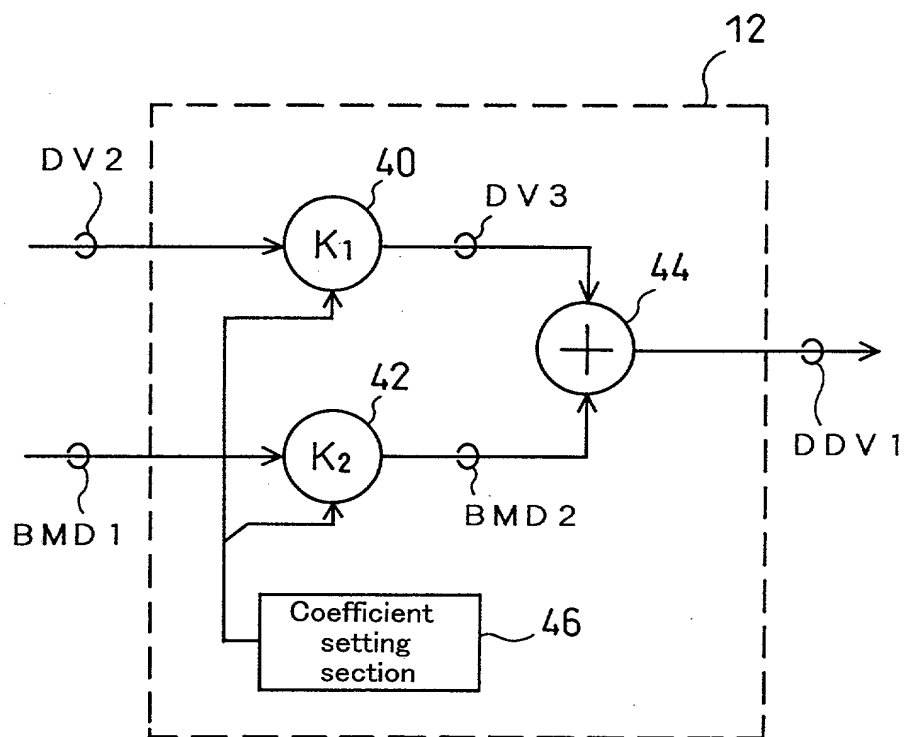 12
DV2
40
DV3
K1
44
42
K2
DDV1
BMD1
BMD2
Coefficient
setting
section
46